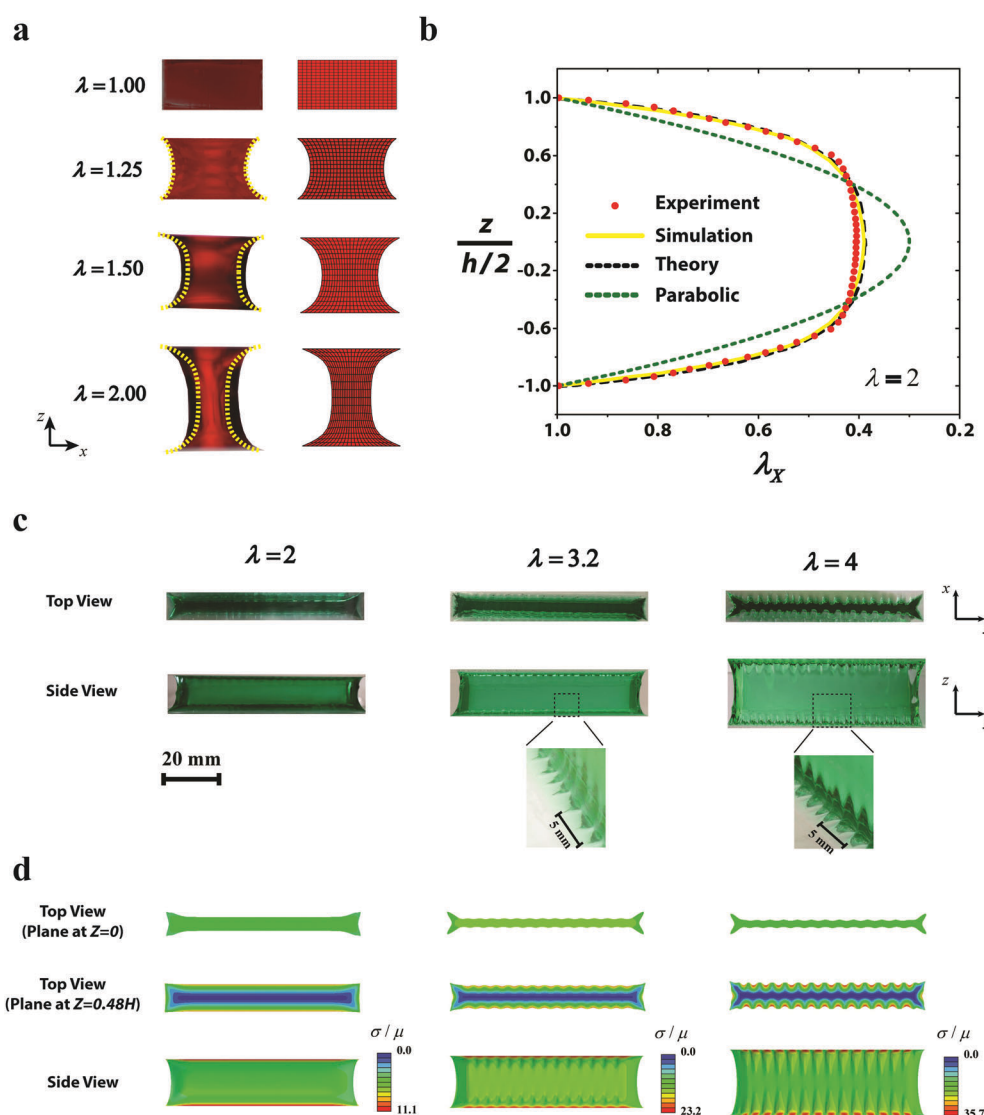 a
λ = 1.00
λ = 1.25
λ = 1.50
λ = 2.00
z
x
b
1.0
0.6
0.2
-0.2
-0.6
-1.0
z
h/2
Experiment
Simulation
Theory
Parabolic
λ = 2
1.0 0.8 0.6 0.4 0.2
λX
c
λ = 2 λ = 3.2 λ = 4
Top View
x
Side View
z
20 mm
5 mm
5 mm
d
Top View
(Plane at Z=0)
Top View
(Plane at Z=0.48H)
σ / μ σ / μ σ / μ
0.0 0.0 0.0
Side View
11.1 23.2